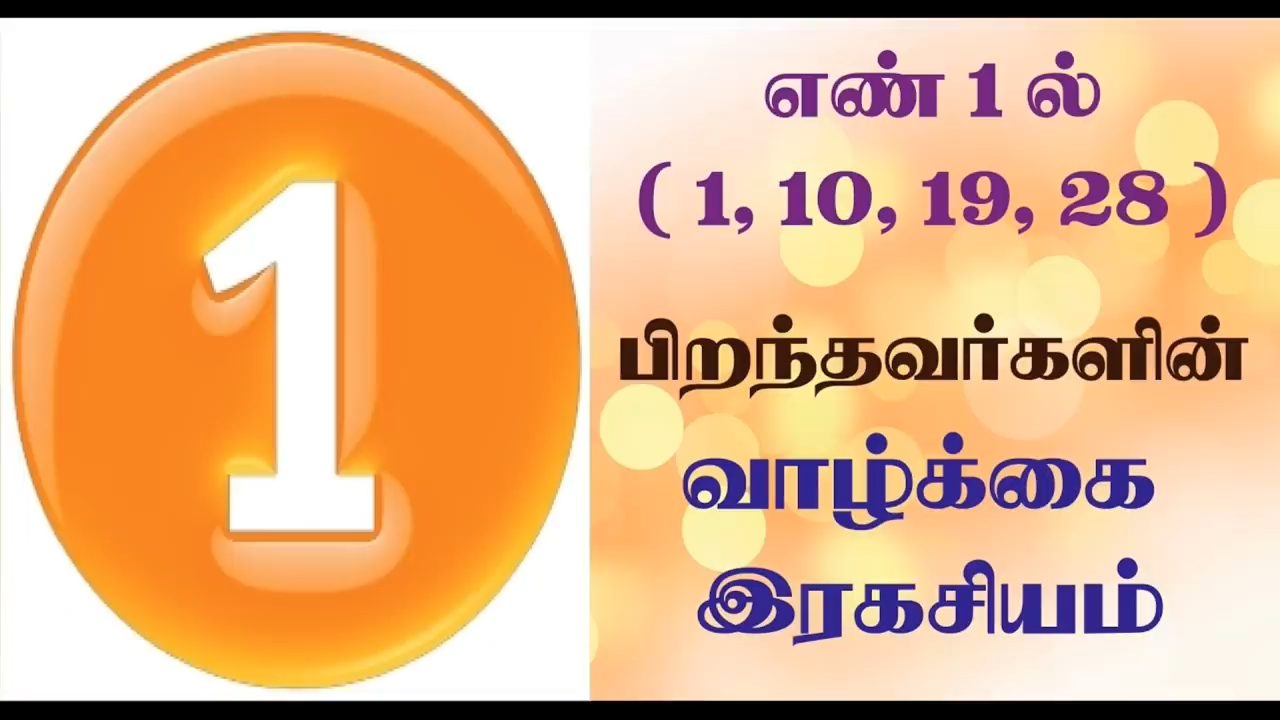 1
எண் 1 ல்
( 1, 10, 19, 28 )
பிறந்தவர்களின்
வாழ்க்கை
இரகசியம்